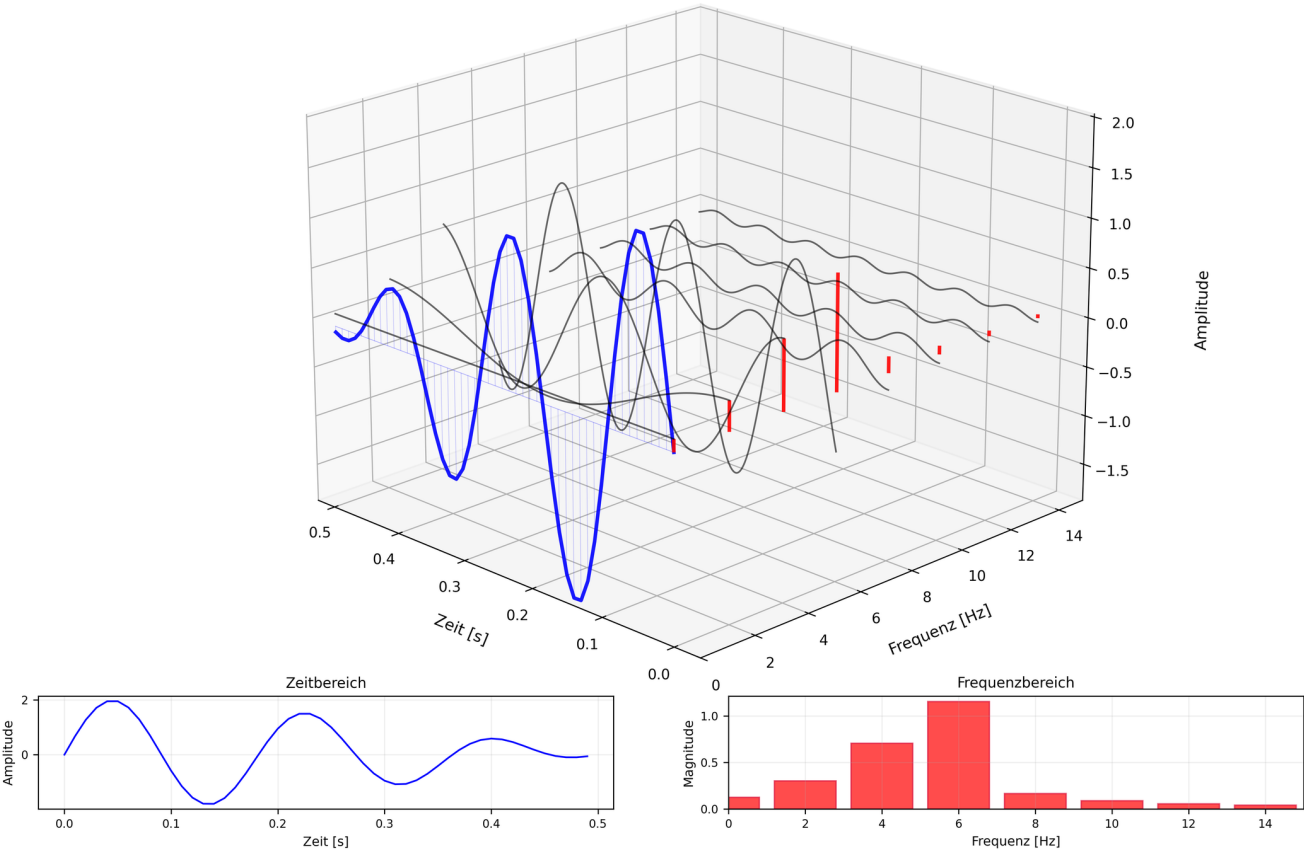 2.0
1.5
1.0
0.5
0.0
−0.5
−1.0
−1.5
Amplitude
0.5
0.4
0.3
0.2
0.1
0.0
Zeit [s]
0
2
4
6
8
10
12
14
Frequenz [Hz]
Zeitbereich
2
0
Amplitude
0.0 0.1 0.2 0.3 0.4 0.5
Zeit [s]
Frequenzbereich
1.0
0.5
0.0
Magnitude
0 2 4 6 8 10 12 14
Frequenz [Hz]